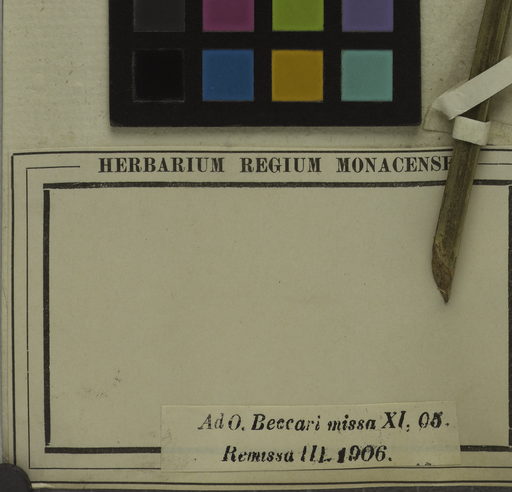 HERBARIUM REGIUM MONACENSE
Ad O. Beccari missa XI. 05.
Remissa III. 1906.